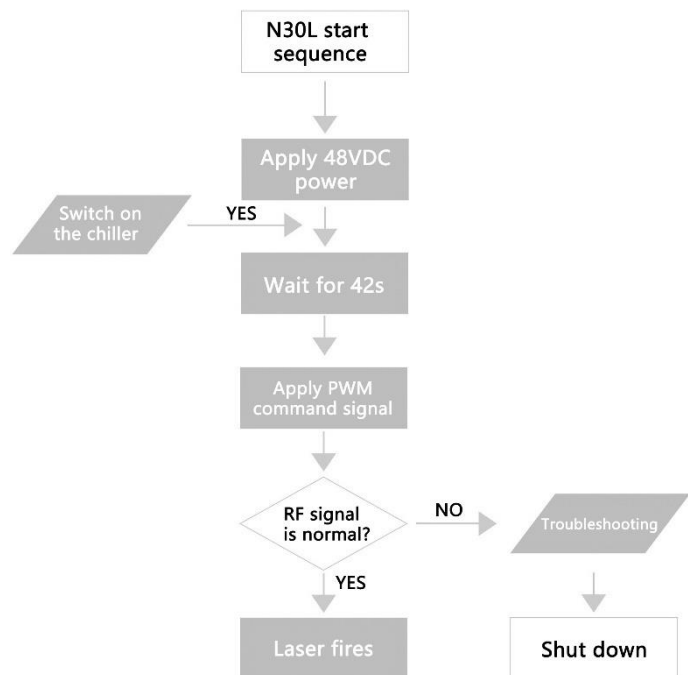 N30L start
sequence
Apply 48VDC
power
Switch on
the chiller
YES
Wait for 42s
Apply PWM
command signal
RF signal
is normal?
NO
Troubleshooting
YES
Laser fires
Shut down